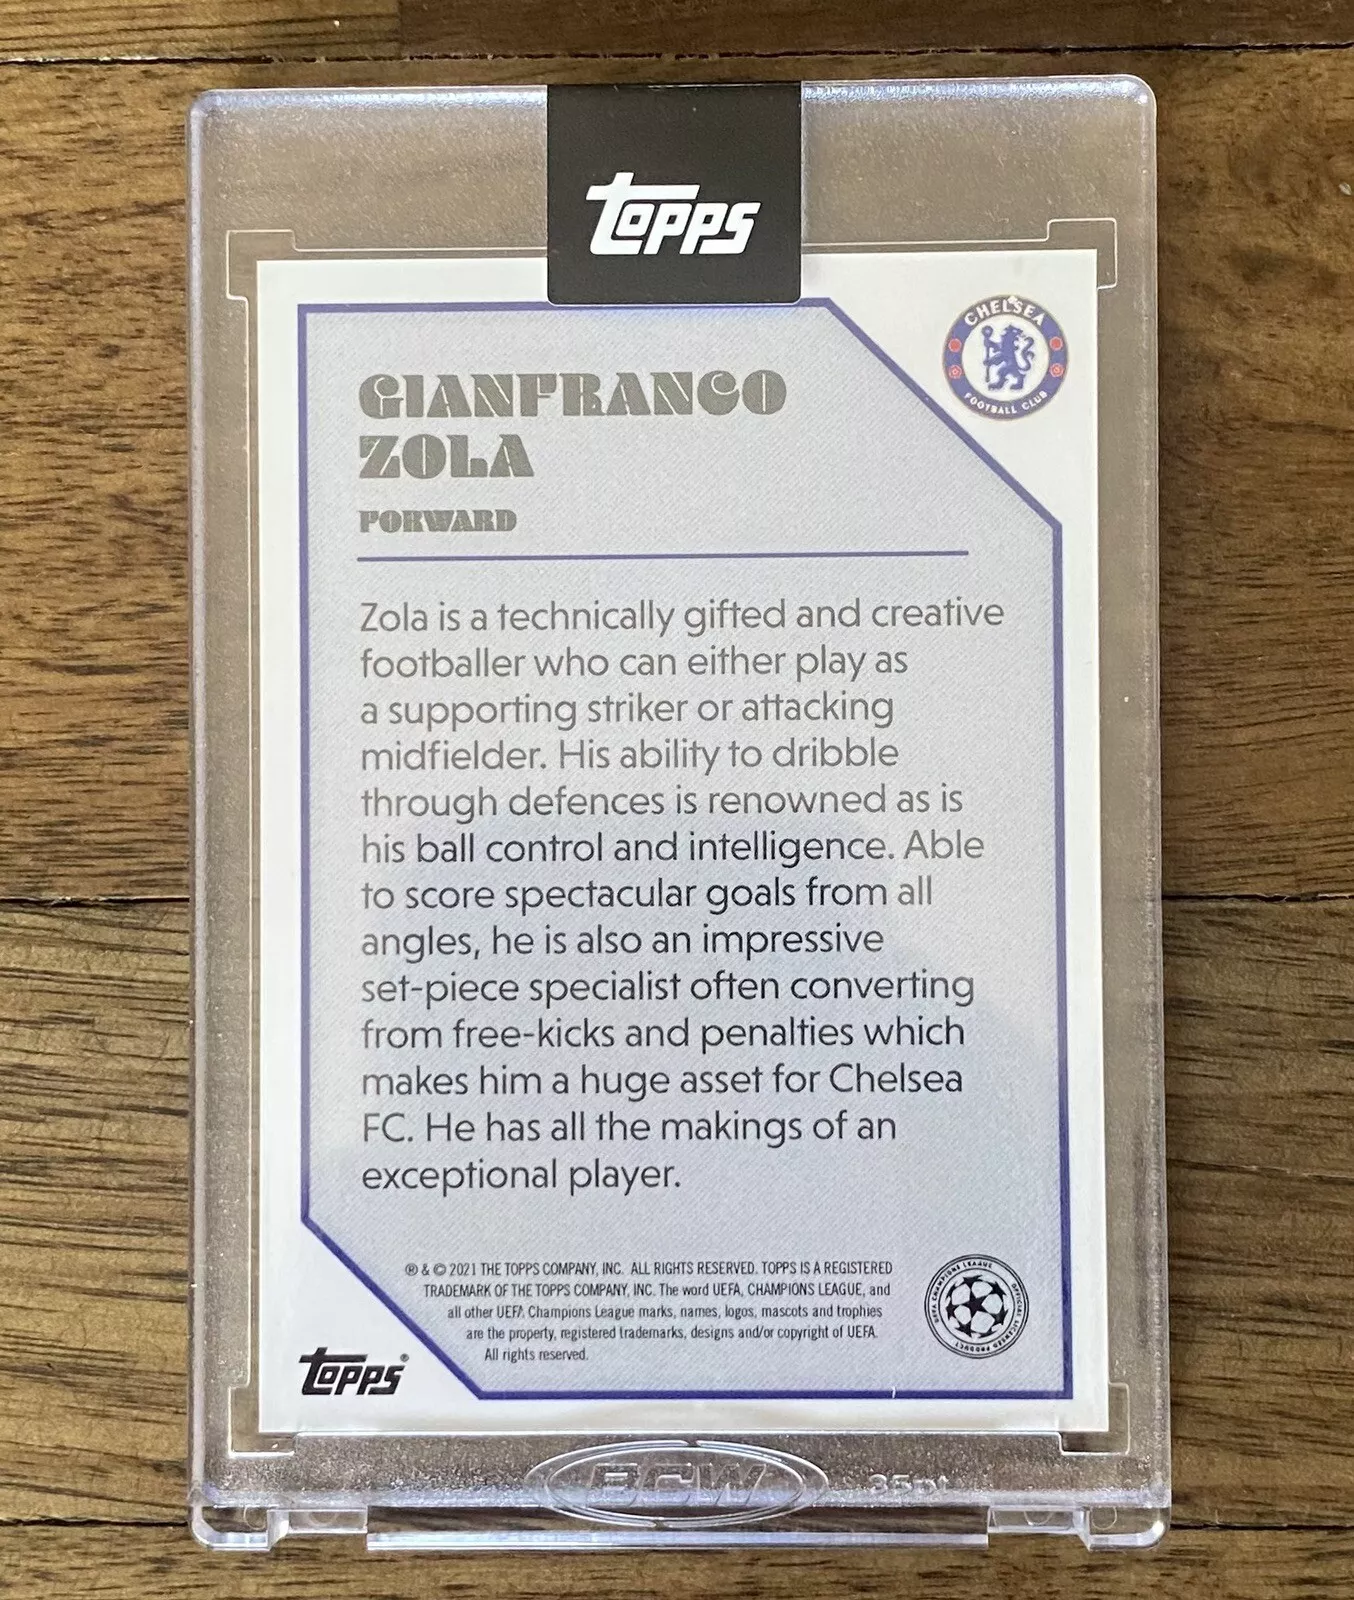 TOPPS
CHELSEA
FOOTBALL CLUB
GIANFRANCO
ZOLA
FORWARD
Zola is a technically gifted and creative
footballer who can either play as
a supporting striker or attacking
midfielder. His ability to dribble
through defences is renowned as is
his ball control and intelligence. Able
to score spectacular goals from all
angles, he is also an impressive
set-piece specialist often converting
from free-kicks and penalties which
makes him a huge asset for Chelsea
FC. He has all the makings of an
exceptional player.
® & © 2021 THE TOPPS COMPANY, INC. ALL RIGHTS RESERVED. TOPPS IS A REGISTERED
TRADEMARK OF THE TOPPS COMPANY, INC. The word UEFA, CHAMPIONS LEAGUE, and
all other UEFA Champions League marks, names, logos, mascots and trophies
are the property, registered trademarks, designs and/or copyright of UEFA.
All rights reserved.
UEFA CHAMPIONS LEAGUE
OFFICIAL LICENSED PRODUCT
TOPPS®
BCW
35pt